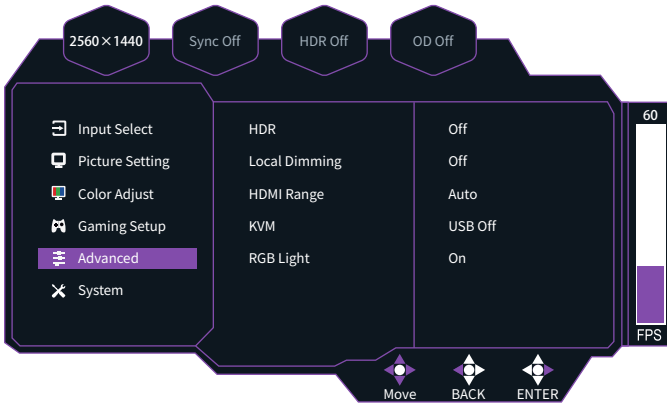 2560×1440
Sync Off
HDR Off
OD Off
60
Input Select
HDR
Off
Picture Setting
Local Dimming
Off
Color Adjust
HDMI Range
Auto
Gaming Setup
KVM
USB Off
Advanced
RGB Light
On
System
FPS
Move
BACK
ENTER